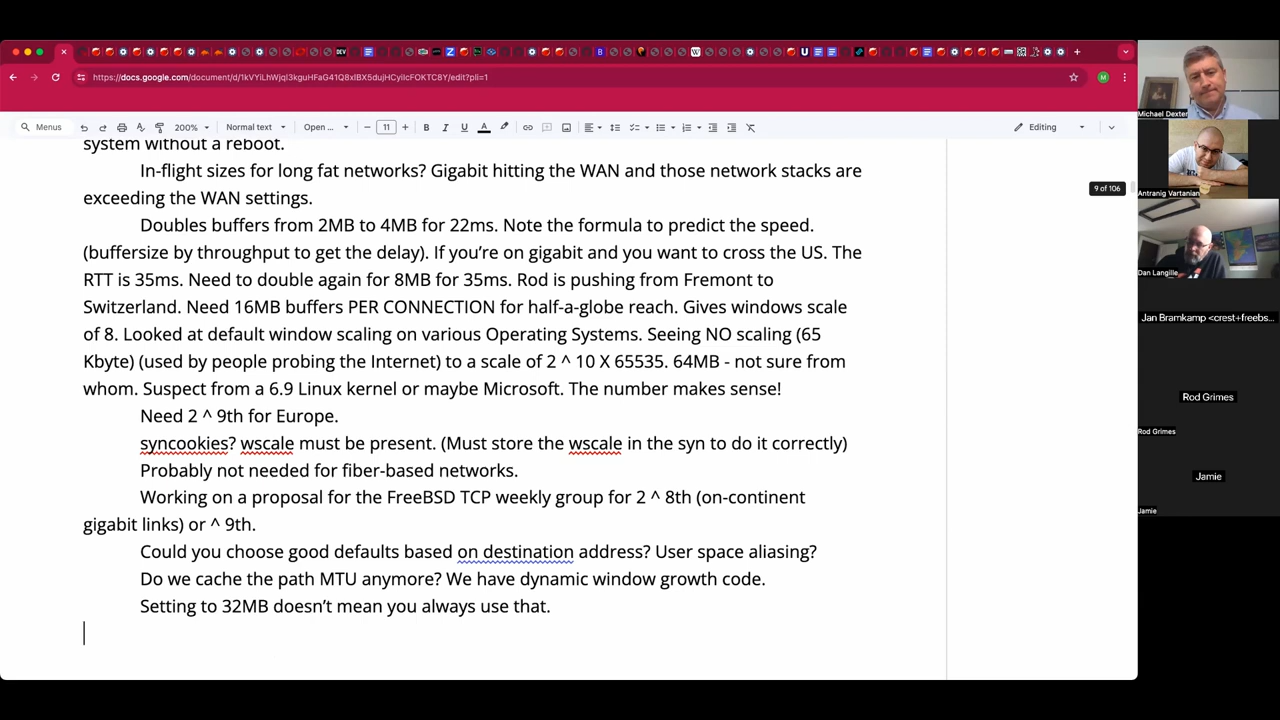 https://docs.google.com/document/d/1kVYiLhWjqI3kguHFaG41Q8xlBX5dujHCyiIcFOKTC8Y/edit?pli=1
M
Menus
200%
Normal text
Open ...
11
B
I
U
A
Editing
system without a reboot.
In-flight sizes for long fat networks? Gigabit hitting the WAN and those network stacks are
exceeding the WAN settings.
Doubles buffers from 2MB to 4MB for 22ms. Note the formula to predict the speed.
(buffersize by throughput to get the delay). If you’re on gigabit and you want to cross the US. The
RTT is 35ms. Need to double again for 8MB for 35ms. Rod is pushing from Fremont to
Switzerland. Need 16MB buffers PER CONNECTION for half-a-globe reach. Gives windows scale
of 8. Looked at default window scaling on various Operating Systems. Seeing NO scaling (65
Kbyte) (used by people probing the Internet) to a scale of 2 ^ 10 X 65535. 64MB - not sure from
whom. Suspect from a 6.9 Linux kernel or maybe Microsoft. The number makes sense!
Need 2 ^ 9th for Europe.
syncookies? wscale must be present. (Must store the wscale in the syn to do it correctly)
Probably not needed for fiber-based networks.
Working on a proposal for the FreeBSD TCP weekly group for 2 ^ 8th (on-continent
gigabit links) or ^ 9th.
Could you choose good defaults based on destination address? User space aliasing?
Do we cache the path MTU anymore? We have dynamic window growth code.
Setting to 32MB doesn’t mean you always use that.
9 of 106
Michael Dexter
Antranig Vartanian
Dan Langille
Jan Bramkamp <crest+freebs...
Rod Grimes
Rod Grimes
Jamie
Jamie